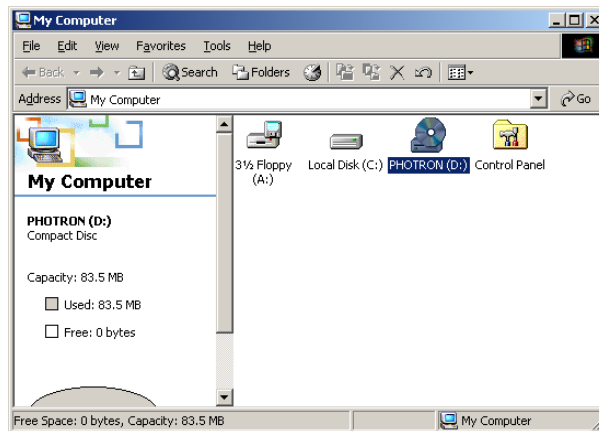 My Computer
File Edit View Favorites Tools Help
Back Search Folders
Address My Computer Go
My Computer
PHOTRON (D:)
Compact Disc
Capacity: 83.5 MB
Used: 83.5 MB
Free: 0 bytes
3½ Floppy (A:)
Local Disk (C:)
PHOTRON (D:)
Control Panel
Free Space: 0 bytes, Capacity: 83.5 MB My Computer